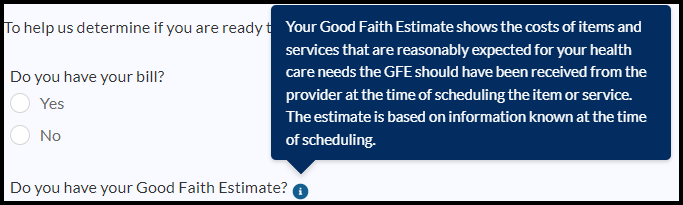 To help us determine if you are ready t
Your Good Faith Estimate shows the costs of items and
services that are reasonably expected for your health
care needs the GFE should have been received from the
provider at the time of scheduling the item or service.
The estimate is based on information known at the time
of scheduling.
Do you have your bill?
Yes
No
Do you have your Good Faith Estimate? i